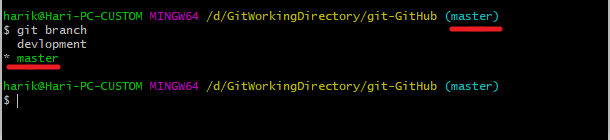 harik@Hari-PC-CUSTOM MINGW64 /d/GitWorkingDirectory/git-GitHub (master)
$ git branch
  devlopment
* master
harik@Hari-PC-CUSTOM MINGW64 /d/GitWorkingDirectory/git-GitHub (master)
$